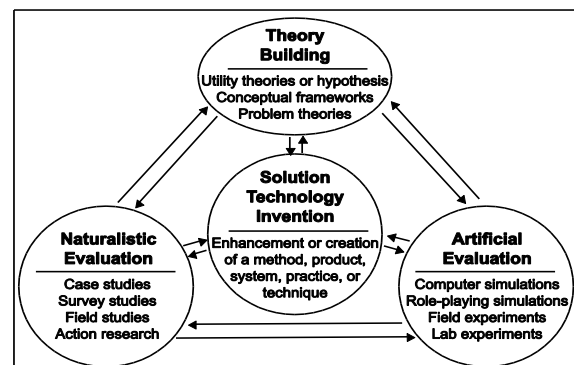 Theory
Building
Utility theories or hypothesis
Conceptual frameworks
Problem theories
Solution
Technology
Invention
Enhancement or creation
of a method, product,
system, practice, or
technique
Naturalistic
Evaluation
Case studies
Survey studies
Field studies
Action research
Artificial
Evaluation
Computer simulations
Role-playing simulations
Field experiments
Lab experiments